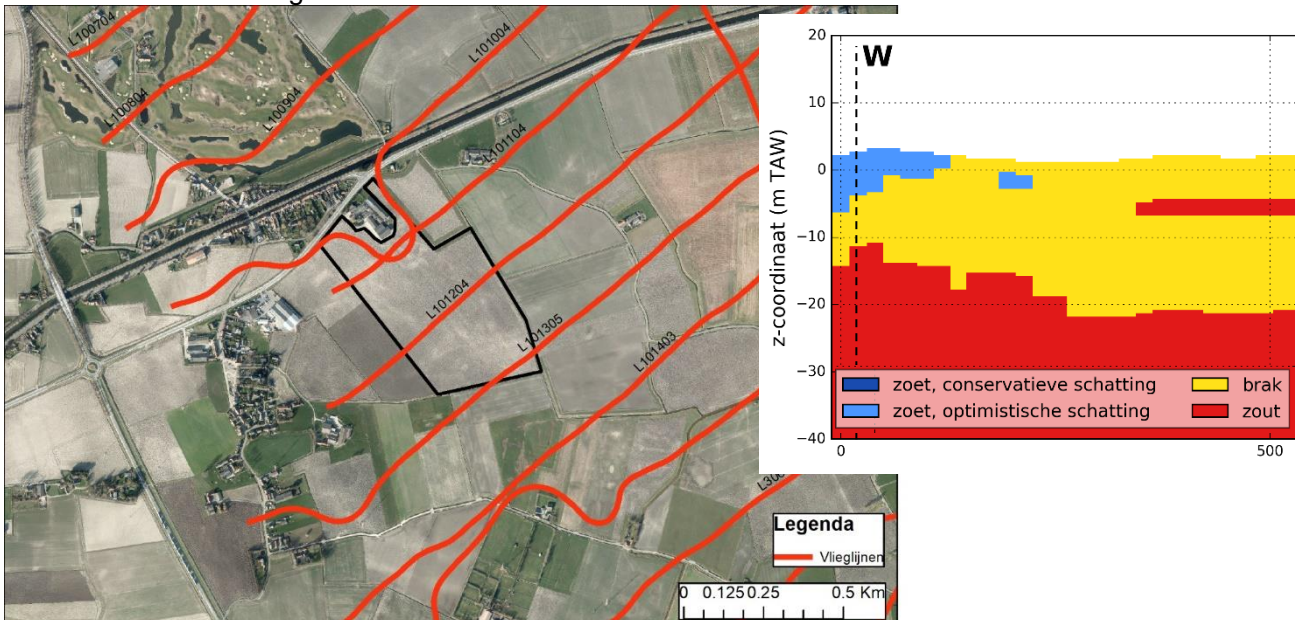 L100704
L100804
L100904
L101004
L101104
L101204
L101305
L101403
Legenda
Vlieglijnen
0 0.125 0.25 0.5 Km
W
z-coordinaat (m TAW)
20
10
0
−10
−20
−30
−40
zoet, conservatieve schatting
brak
zoet, optimistische schatting
zout
0
500